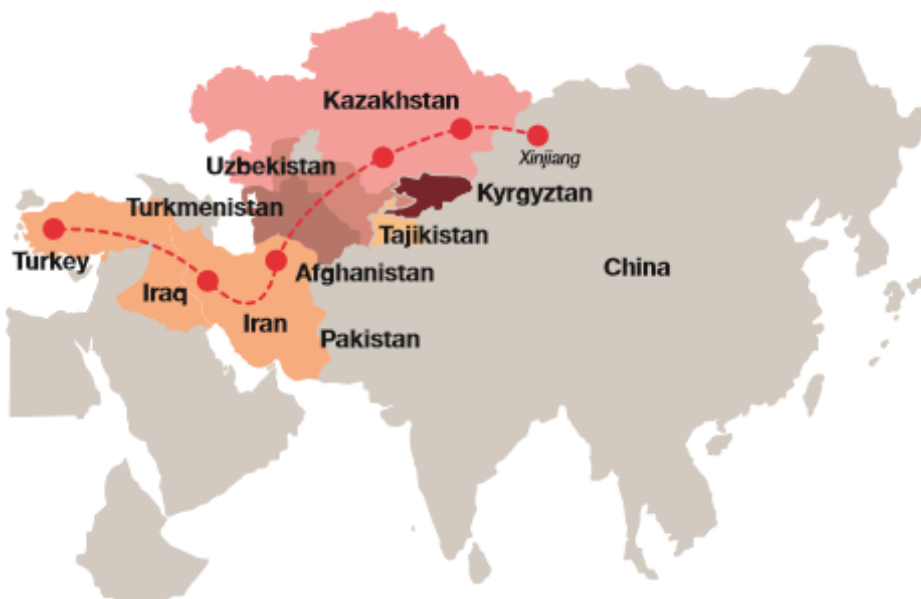 Kazakhstan
Xinjiang
Uzbekistan
Kyrgyztan
Turkmenistan
Tajikistan
Turkey
Afghanistan
China
Iraq
Iran
Pakistan